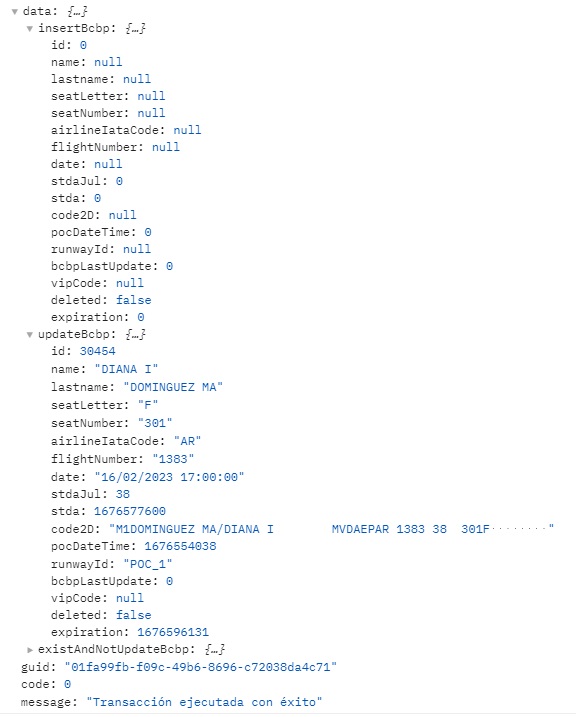 ▼ data: {…}
▼ insertBcbp: {…}
id: 0
name: null
lastname: null
seatLetter: null
seatNumber: null
airlineIataCode: null
flightNumber: null
date: null
stdaJul: 0
stda: 0
code2D: null
pocDateTime: 0
runwayId: null
bcbpLastUpdate: 0
vipCode: null
deleted: false
expiration: 0
▼ updateBcbp: {…}
id: 30454
name: "DIANA I"
lastname: "DOMINGUEZ MA"
seatLetter: "F"
seatNumber: "301"
airlineIataCode: "AR"
flightNumber: "1383"
date: "16/02/2023 17:00:00"
stdaJul: 38
stda: 1676577600
code2D: "M1DOMINGUEZ MA/DIANA I        MVDAEPAR 1383 38  301F········"
pocDateTime: 1676554038
runwayId: "POC_1"
bcbpLastUpdate: 0
vipCode: null
deleted: false
expiration: 1676596131
▶ existAndNotUpdateBcbp: {…}
guid: "01fa99fb-f09c-49b6-8696-c72038da4c71"
code: 0
message: "Transacción ejecutada con éxito"